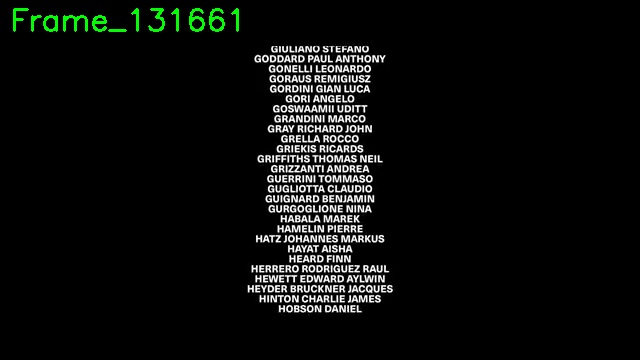 Frame_131661
GIULIANO STEFANO
GODDARD PAUL ANTHONY
GONELLI LEONARDO
GORAUS REMIGIUSZ
GORDINI GIAN LUCA
GORI ANGELO
GOSWAAMII UDITT
GRANDINI MARCO
GRAY RICHARD JOHN
GRELLA ROCCO
GRIEKIS RICARDS
GRIFFITHS THOMAS NEIL
GRIZZANTI ANDREA
GUERRINI TOMMASO
GUGLIOTTA CLAUDIO
GUIGNARD BENJAMIN
GURGOGLIONE NINA
HABALA MAREK
HAMELIN PIERRE
HATZ JOHANNES MARKUS
HAYAT AISHA
HEARD FINN
HERRERO RODRIGUEZ RAUL
HEWETT EDWARD AYLWIN
HEYDER BRUCKNER JACQUES
HINTON CHARLIE JAMES
HOBSON DANIEL